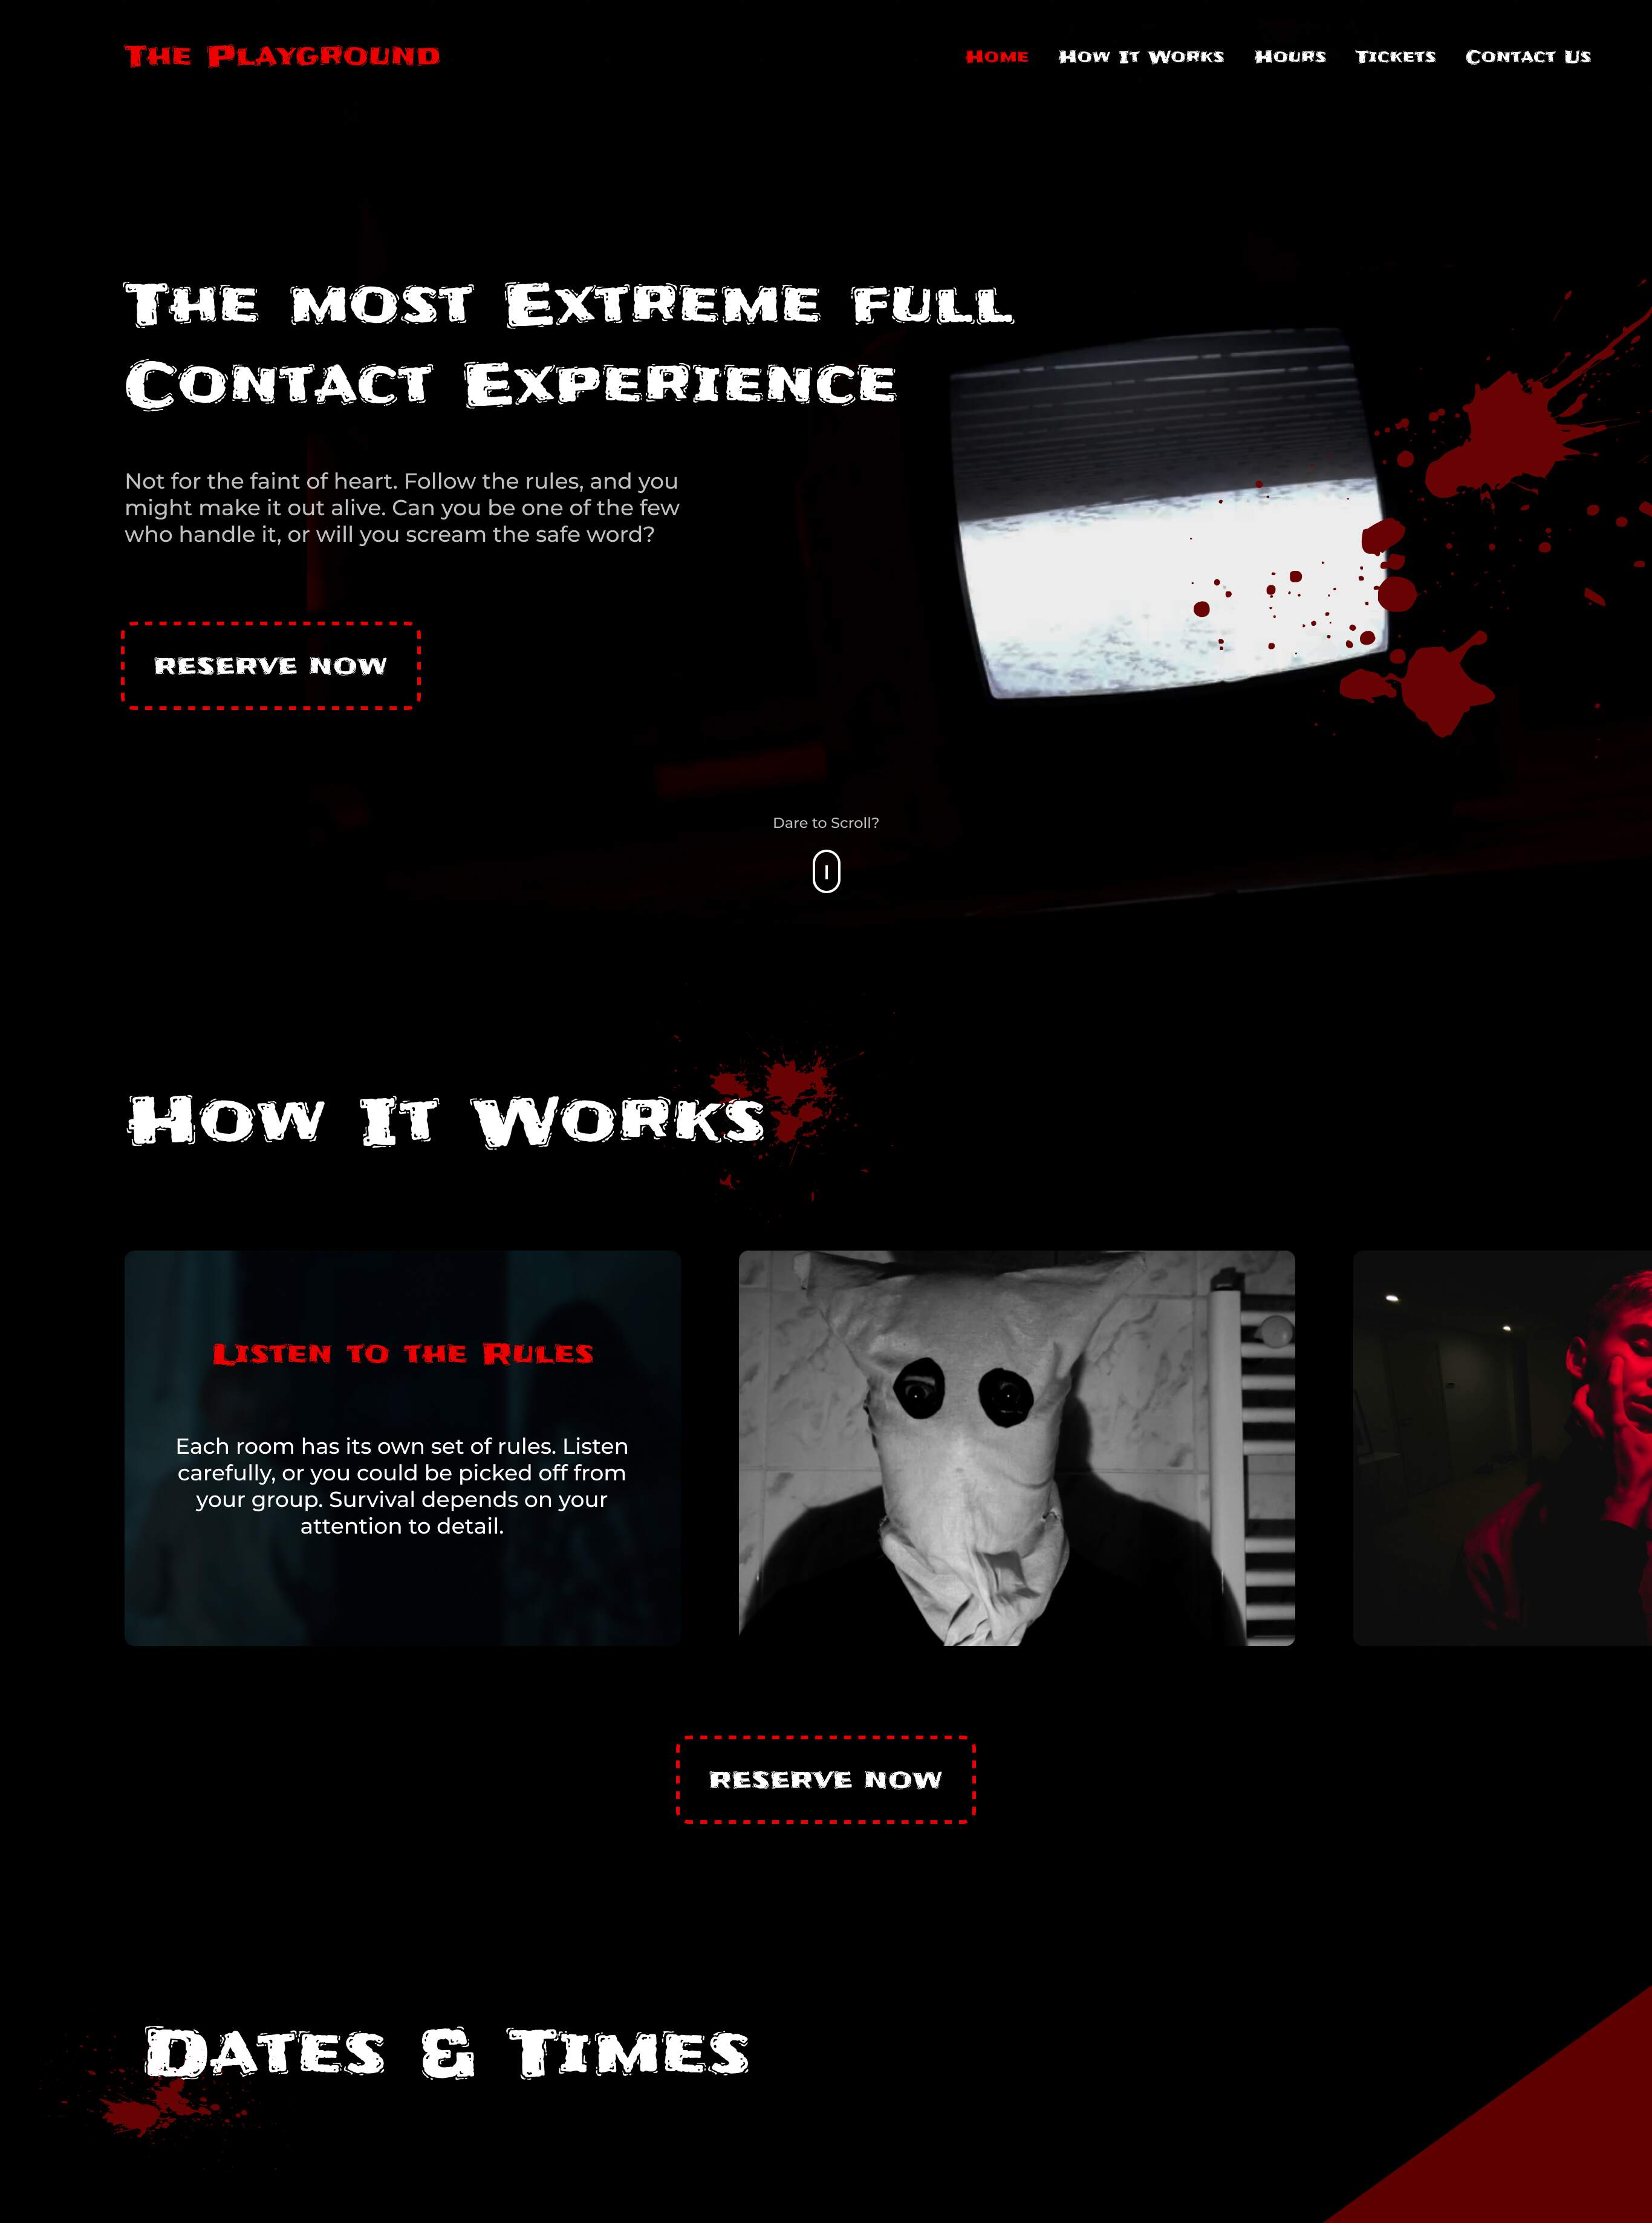 The Playground
Home How It Works Hours Tickets Contact Us
The most Extreme full
Contact Experience
Not for the faint of heart. Follow the rules, and you
might make it out alive. Can you be one of the few
who handle it, or will you scream the safe word?
reserve now
Dare to Scroll?
How It Works
Listen to the Rules
Each room has its own set of rules. Listen
carefully, or you could be picked off from
your group. Survival depends on your
attention to detail.
reserve now
Dates & Times